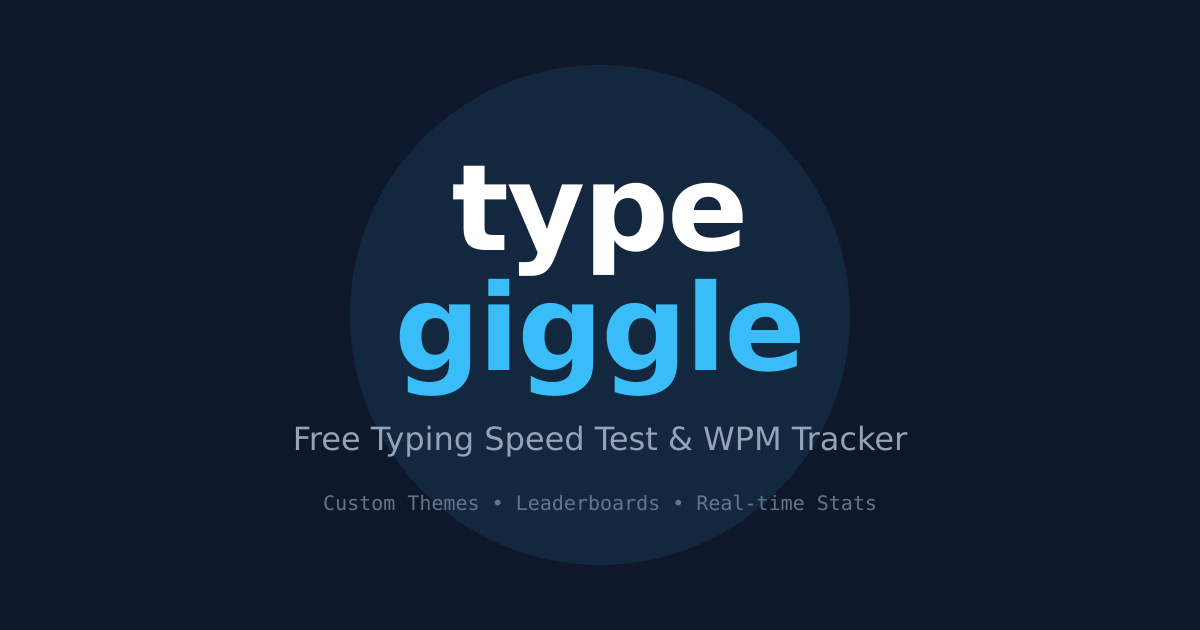 type
giggle
Free Typing Speed Test & WPM Tracker
Custom Themes • Leaderboards • Real-time Stats